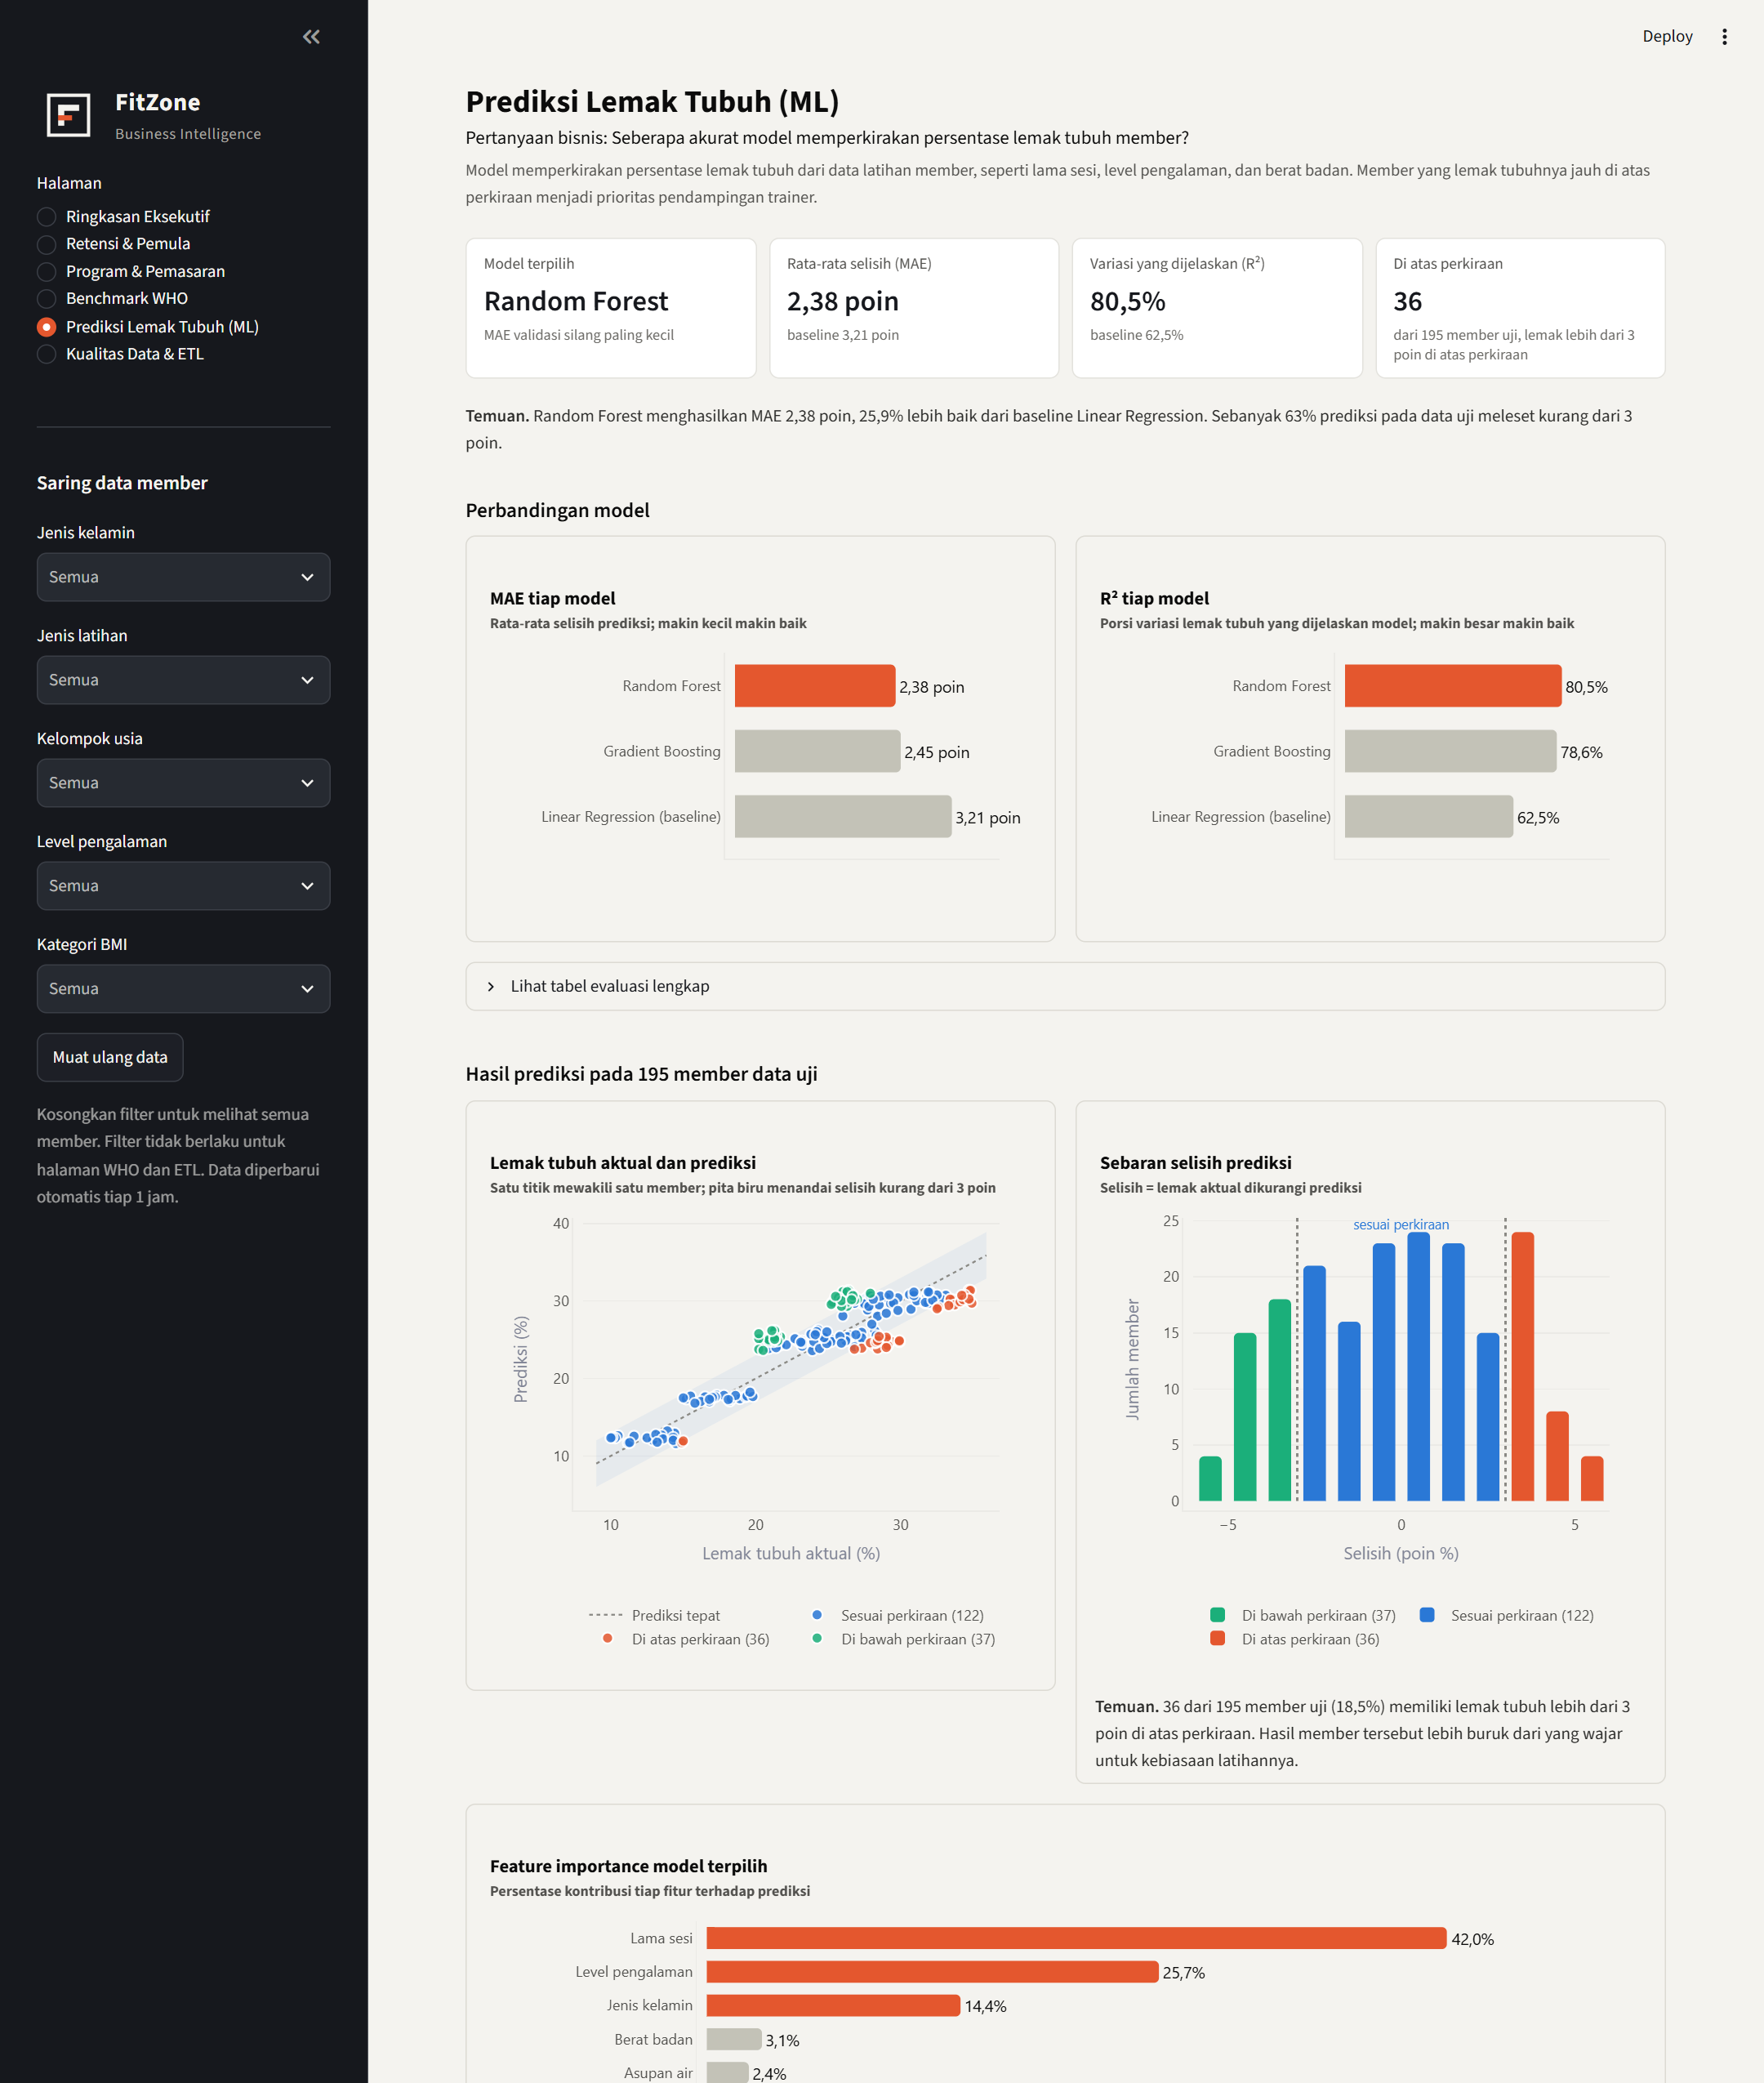 Deploy
FitZone
Business Intelligence
Halaman
Ringkasan Eksekutif
Retensi & Pemula
Program & Pemasaran
Benchmark WHO
Prediksi Lemak Tubuh (ML)
Kualitas Data & ETL
Saring data member
Jenis kelamin
Semua
Jenis latihan
Semua
Kelompok usia
Semua
Level pengalaman
Semua
Kategori BMI
Semua
Muat ulang data
Kosongkan filter untuk melihat semua
member. Filter tidak berlaku untuk
halaman WHO dan ETL. Data diperbarui
otomatis tiap 1 jam.
Prediksi Lemak Tubuh (ML)
Pertanyaan bisnis: Seberapa akurat model memperkirakan persentase lemak tubuh member?
Model memperkirakan persentase lemak tubuh dari data latihan member, seperti lama sesi, level pengalaman, dan berat badan. Member yang lemak tubuhnya jauh di atas
perkiraan menjadi prioritas pendampingan trainer.
Model terpilih
Random Forest
MAE validasi silang paling kecil
Rata-rata selisih (MAE)
2,38 poin
baseline 3,21 poin
Variasi yang dijelaskan (R²)
80,5%
baseline 62,5%
Di atas perkiraan
36
dari 195 member uji, lemak lebih dari 3
poin di atas perkiraan
Temuan. Random Forest menghasilkan MAE 2,38 poin, 25,9% lebih baik dari baseline Linear Regression. Sebanyak 63% prediksi pada data uji meleset kurang dari 3
poin.
Perbandingan model
MAE tiap model
Rata-rata selisih prediksi; makin kecil makin baik
Random Forest
2,38 poin
Gradient Boosting
2,45 poin
Linear Regression (baseline)
3,21 poin
R² tiap model
Porsi variasi lemak tubuh yang dijelaskan model; makin besar makin baik
Random Forest
80,5%
Gradient Boosting
78,6%
Linear Regression (baseline)
62,5%
Lihat tabel evaluasi lengkap
Hasil prediksi pada 195 member data uji
Lemak tubuh aktual dan prediksi
Satu titik mewakili satu member; pita biru menandai selisih kurang dari 3 poin
40
30
20
10
Prediksi (%)
10
20
30
Lemak tubuh aktual (%)
Prediksi tepat
Sesuai perkiraan (122)
Di atas perkiraan (36)
Di bawah perkiraan (37)
Sebaran selisih prediksi
Selisih = lemak aktual dikurangi prediksi
sesuai perkiraan
25
20
15
10
5
0
Jumlah member
−5
0
5
Selisih (poin %)
Di bawah perkiraan (37)
Sesuai perkiraan (122)
Di atas perkiraan (36)
Temuan. 36 dari 195 member uji (18,5%) memiliki lemak tubuh lebih dari 3
poin di atas perkiraan. Hasil member tersebut lebih buruk dari yang wajar
untuk kebiasaan latihannya.
Feature importance model terpilih
Persentase kontribusi tiap fitur terhadap prediksi
Lama sesi
42,0%
Level pengalaman
25,7%
Jenis kelamin
14,4%
Berat badan
3,1%
Asupan air
2,4%